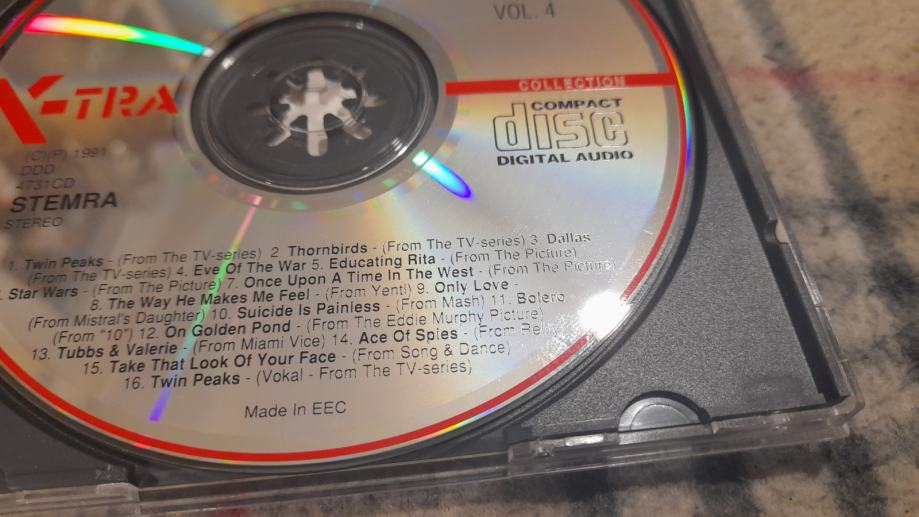 VOL. 4
X-TRA
COLLECTION
COMPACT
disc
DIGITAL AUDIO
(C)(P) 1991
DDD
4731CD
STEMRA
STEREO
1. Twin Peaks - (From The TV-series) 2 Thornbirds - (From The TV-series) 3. Dallas
(From The TV-series) 4. Eve Of The War 5. Educating Rita - (From The Picture)
Star Wars - (From The Picture) 7. Once Upon A Time In The West - (From The Picture)
8. The Way He Makes Me Feel - (From Yentl) 9. Only Love -
(From Mistral's Daughter) 10. Suicide Is Painless - (From Mash) 11. Bolero
(From "10") 12. On Golden Pond - (From The Eddie Murphy Picture)
13. Tubbs & Valerie - (From Miami Vice) 14. Ace Of Spies - (From
15. Take That Look Of Your Face - (From Song & Dance)
16. Twin Peaks - (Vokal - From The TV-series)
Made In EEC